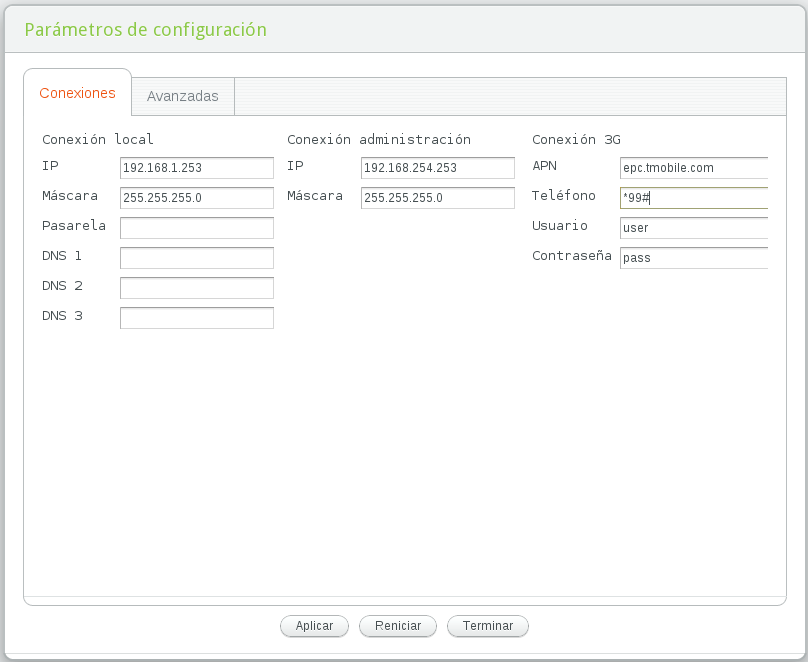 Parámetros de configuración
Conexiones Avanzadas
Conexión local Conexión administración Conexión 3G
IP 192.168.1.253 IP 192.168.254.253 APN epc.tmobile.com
Máscara 255.255.255.0 Máscara 255.255.255.0 Teléfono *99#
Pasarela Usuario user
DNS 1 Contraseña pass
DNS 2
DNS 3
Aplicar Reniciar Terminar